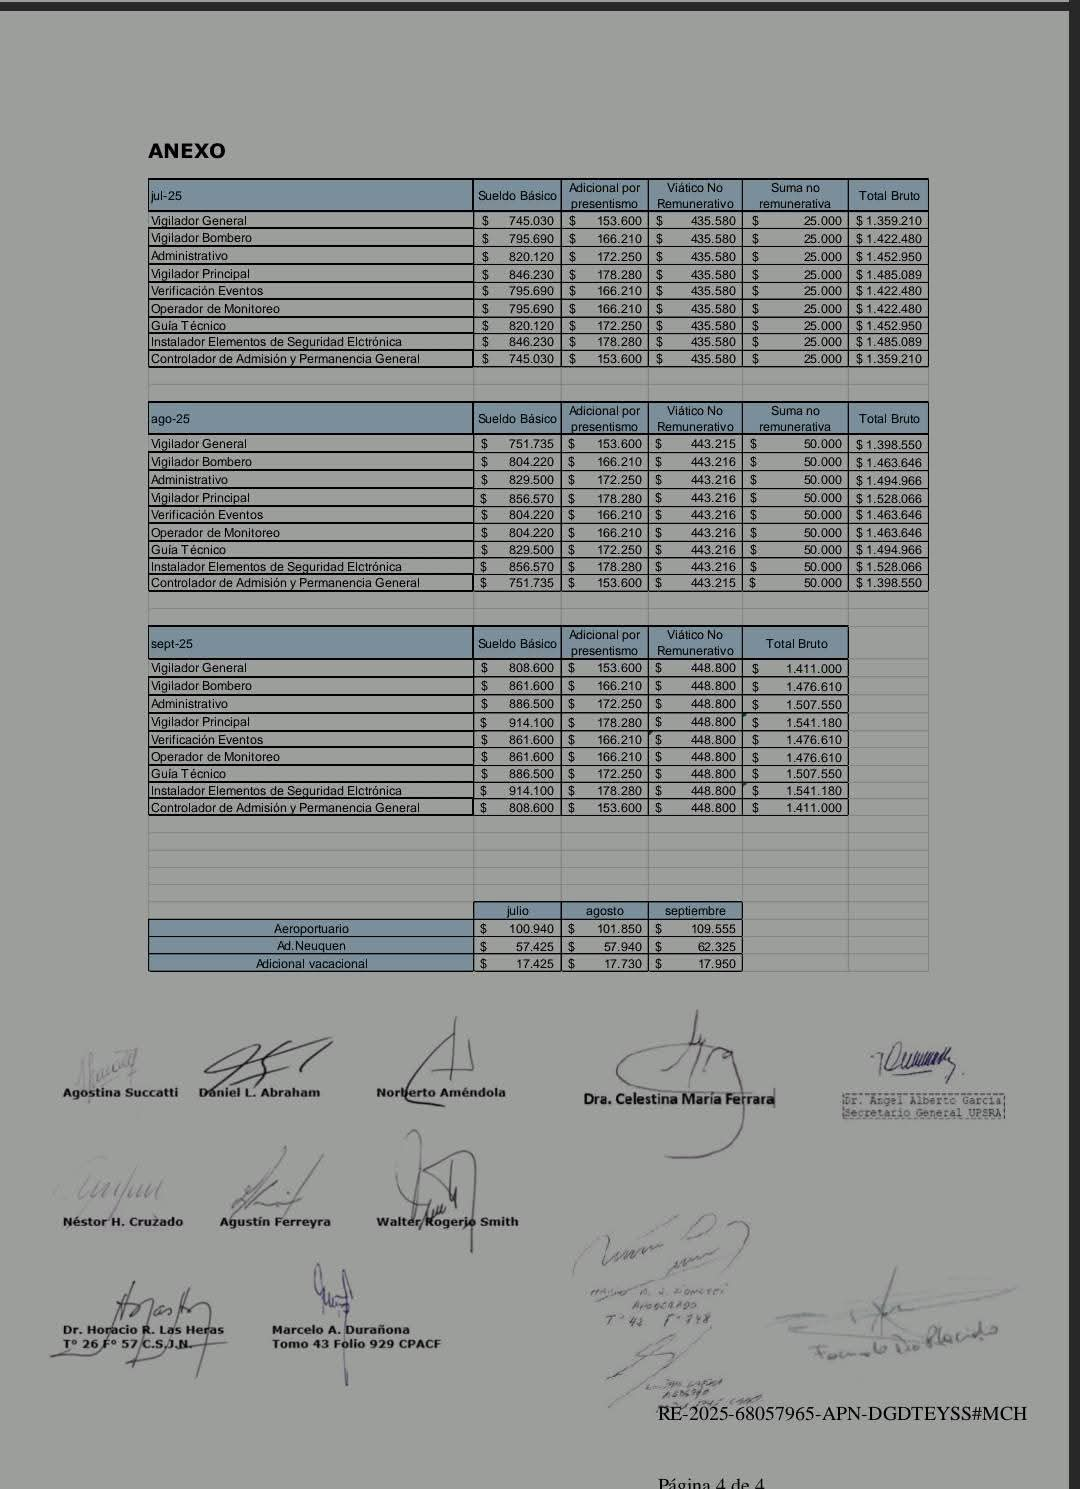 ANEXO
jul-25 Sueldo Básico Adicional por presentismo Viático No Remunerativo Suma no remunerativa Total Bruto
Vigilador General $ 745.030 $ 153.600 $ 435.580 $ 25.000 $ 1.359.210
Vigilador Bombero $ 795.690 $ 166.210 $ 435.580 $ 25.000 $ 1.422.480
Administrativo $ 820.120 $ 172.250 $ 435.580 $ 25.000 $ 1.452.950
Vigilador Principal $ 846.230 $ 178.280 $ 435.580 $ 25.000 $ 1.485.089
Verificación Eventos $ 795.690 $ 166.210 $ 435.580 $ 25.000 $ 1.422.480
Operador de Monitoreo $ 795.690 $ 166.210 $ 435.580 $ 25.000 $ 1.422.480
Guía Técnico $ 820.120 $ 172.250 $ 435.580 $ 25.000 $ 1.452.950
Instalador Elementos de Seguridad Elctrónica $ 846.230 $ 178.280 $ 435.580 $ 25.000 $ 1.485.089
Controlador de Admisión y Permanencia General $ 745.030 $ 153.600 $ 435.580 $ 25.000 $ 1.359.210
ago-25 Sueldo Básico Adicional por presentismo Viático No Remunerativo Suma no remunerativa Total Bruto
Vigilador General $ 751.735 $ 153.600 $ 443.215 $ 50.000 $ 1.398.550
Vigilador Bombero $ 804.220 $ 166.210 $ 443.216 $ 50.000 $ 1.463.646
Administrativo $ 829.500 $ 172.250 $ 443.216 $ 50.000 $ 1.494.966
Vigilador Principal $ 856.570 $ 178.280 $ 443.216 $ 50.000 $ 1.528.066
Verificación Eventos $ 804.220 $ 166.210 $ 443.216 $ 50.000 $ 1.463.646
Operador de Monitoreo $ 804.220 $ 166.210 $ 443.216 $ 50.000 $ 1.463.646
Guía Técnico $ 829.500 $ 172.250 $ 443.216 $ 50.000 $ 1.494.966
Instalador Elementos de Seguridad Elctrónica $ 856.570 $ 178.280 $ 443.216 $ 50.000 $ 1.528.066
Controlador de Admisión y Permanencia General $ 751.735 $ 153.600 $ 443.215 $ 50.000 $ 1.398.550
sept-25 Sueldo Básico Adicional por presentismo Viático No Remunerativo Total Bruto
Vigilador General $ 808.600 $ 153.600 $ 448.800 $ 1.411.000
Vigilador Bombero $ 861.600 $ 166.210 $ 448.800 $ 1.476.610
Administrativo $ 886.500 $ 172.250 $ 448.800 $ 1.507.550
Vigilador Principal $ 914.100 $ 178.280 $ 448.800 $ 1.541.180
Verificación Eventos $ 861.600 $ 166.210 $ 448.800 $ 1.476.610
Operador de Monitoreo $ 861.600 $ 166.210 $ 448.800 $ 1.476.610
Guía Técnico $ 886.500 $ 172.250 $ 448.800 $ 1.507.550
Instalador Elementos de Seguridad Elctrónica $ 914.100 $ 178.280 $ 448.800 $ 1.541.180
Controlador de Admisión y Permanencia General $ 808.600 $ 153.600 $ 448.800 $ 1.411.000
julio agosto septiembre
Aeroportuario $ 100.940 $ 101.850 $ 109.555
Ad.Neuquen $ 57.425 $ 57.940 $ 62.325
Adicional vacacional $ 17.425 $ 17.730 $ 17.950
Agostina Succatti Daniel L. Abraham Norberto Améndola Dra. Celestina María Ferrara Dr. Angel Alberto García
Secretario General UPSRA
Néstor H. Cruzado Agustín Ferreyra Walter Rogerio Smith
APODERADO
Dr. Horacio R. Las Heras Marcelo A. Durañona
Tº 26 Fº 57 C.S.J.N. Tomo 43 Folio 929 CPACF
RE-2025-68057965-APN-DGDTEYSS#MCH
Página 4 de 4